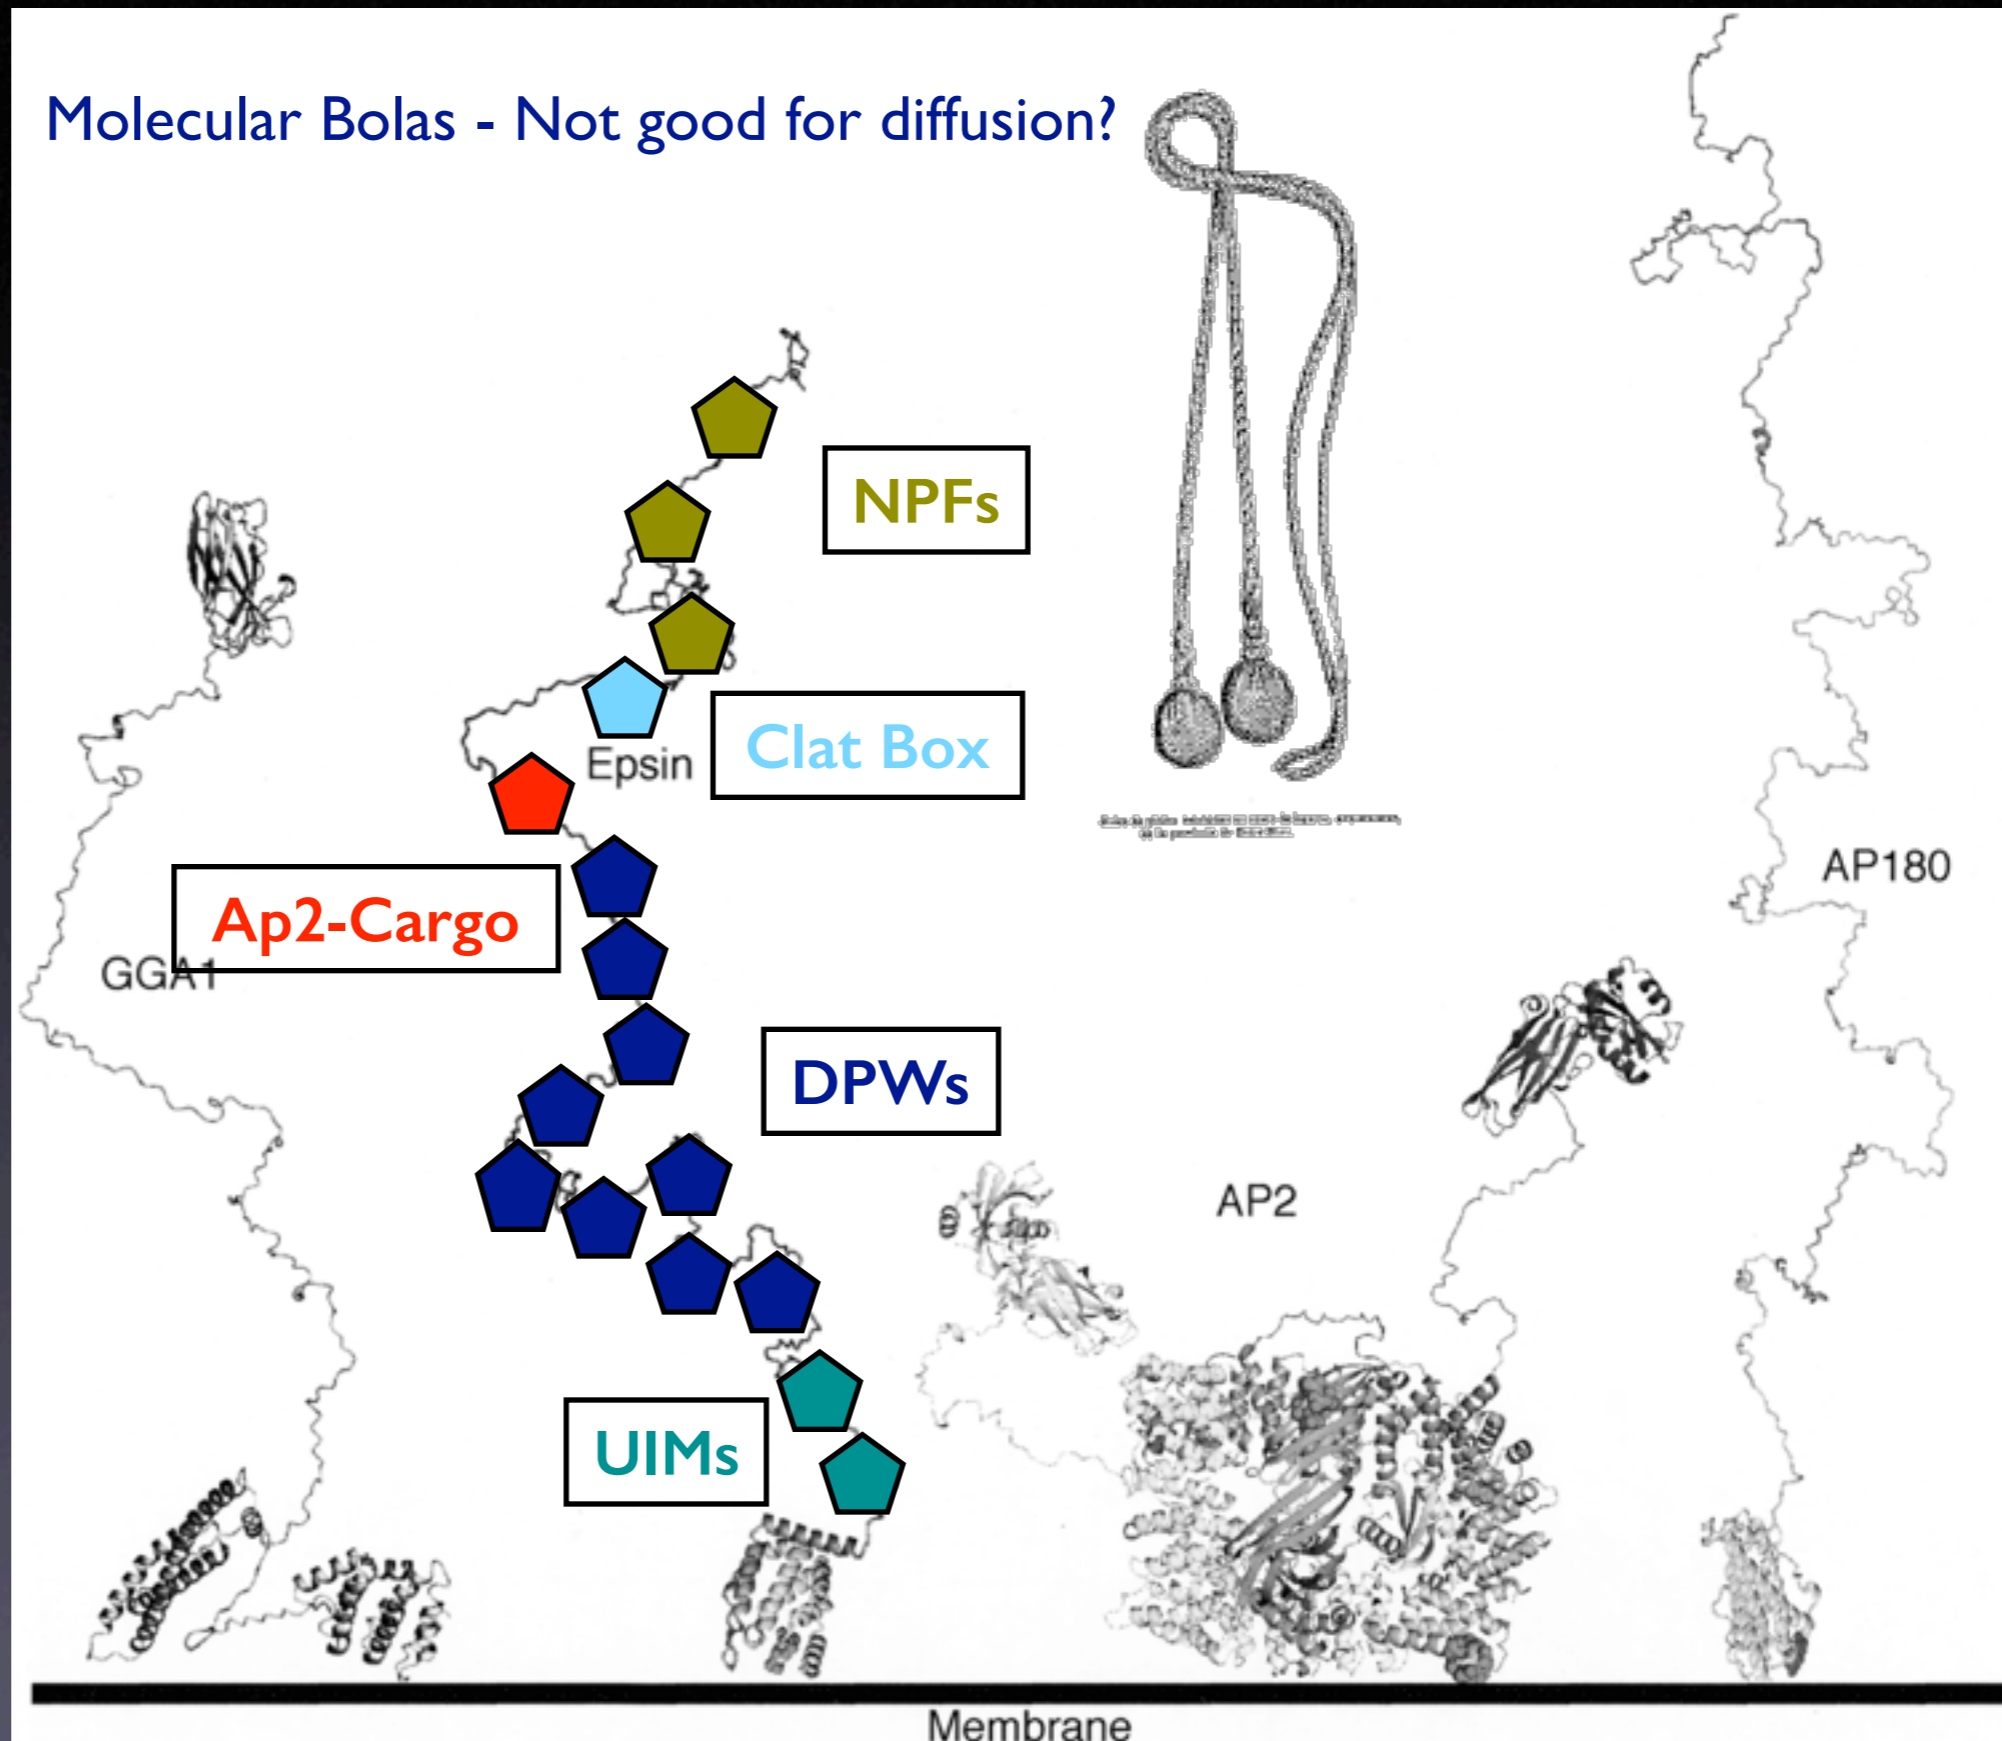 Molecular Bolas - Not good for diffusion?
NPFs
Clat Box
Epsin
AP180
Ap2-Cargo
GGA1
DPWs
AP2
UIMs
Membrane